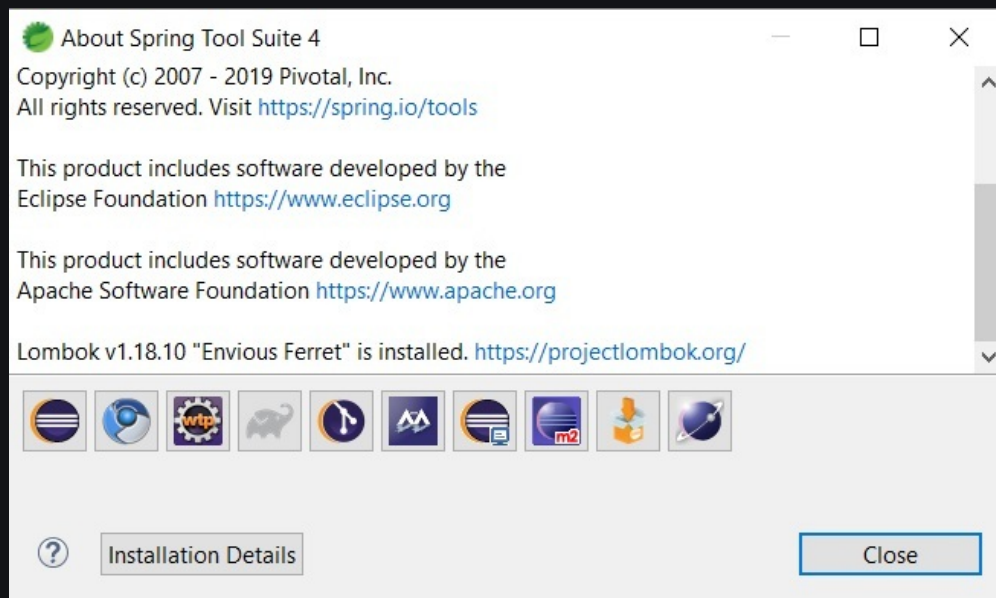 About Spring Tool Suite 4
Copyright (c) 2007 - 2019 Pivotal, Inc.
All rights reserved. Visit https://spring.io/tools
This product includes software developed by the
Eclipse Foundation https://www.eclipse.org
This product includes software developed by the
Apache Software Foundation https://www.apache.org
Lombok v1.18.10 "Envious Ferret" is installed. https://projectlombok.org/
wtp
m2
?
Installation Details
Close